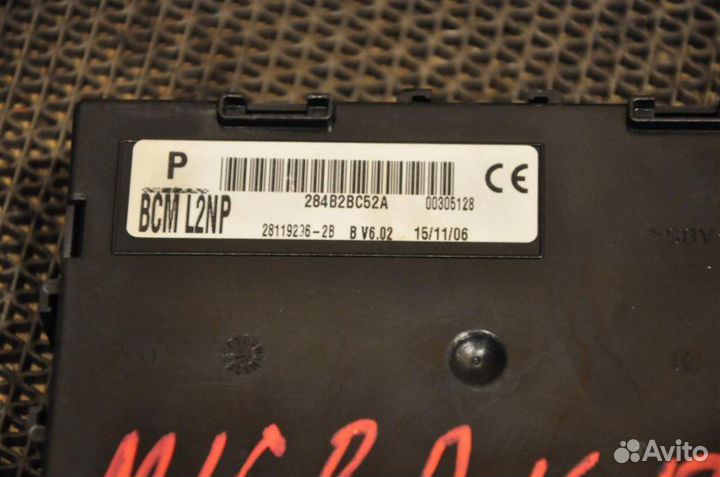 P
284B2BC52A 00305128 CE
BCM L2NP
28119236-2B B V6.02 15/11/06
Avito